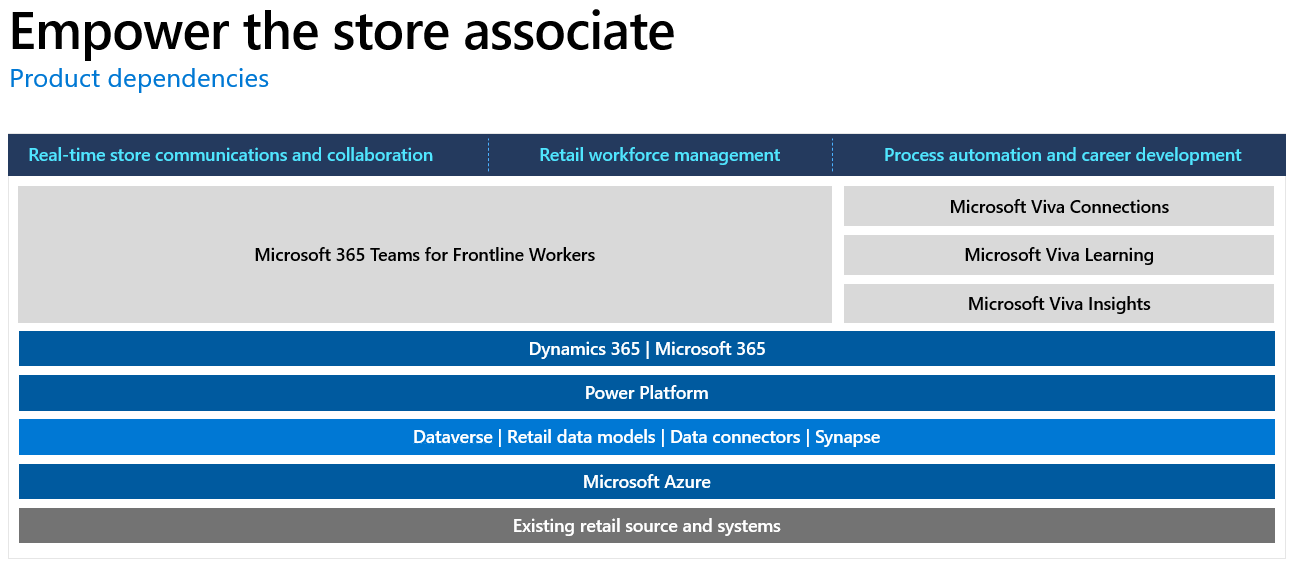 Empower the store associate
Product dependencies
Real-time store communications and collaboration
Retail workforce management
Process automation and career development
Microsoft 365 Teams for Frontline Workers
Microsoft Viva Connections
Microsoft Viva Learning
Microsoft Viva Insights
Dynamics 365 | Microsoft 365
Power Platform
Dataverse | Retail data models | Data connectors | Synapse
Microsoft Azure
Existing retail source and systems